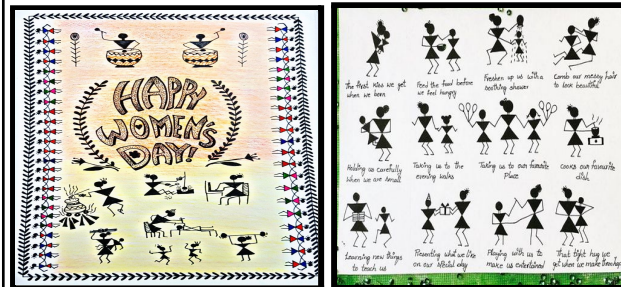 HAPPY
WOMEN'S
DAY!
The first kiss we get
when we born
Feed the food before
we feel hungry
Freshen up us with a
soothing shower
Comb our messy hair
to look beautiful
Holding us carefully
when we are small
Taking us to the
evening walks
Taking us to our favourite
Place
Cooks our favourite
dish
Learning new things
to teach us
Presenting what we like
on our special day
Playing with us to
make us entertained
That tight hug we
get when we make